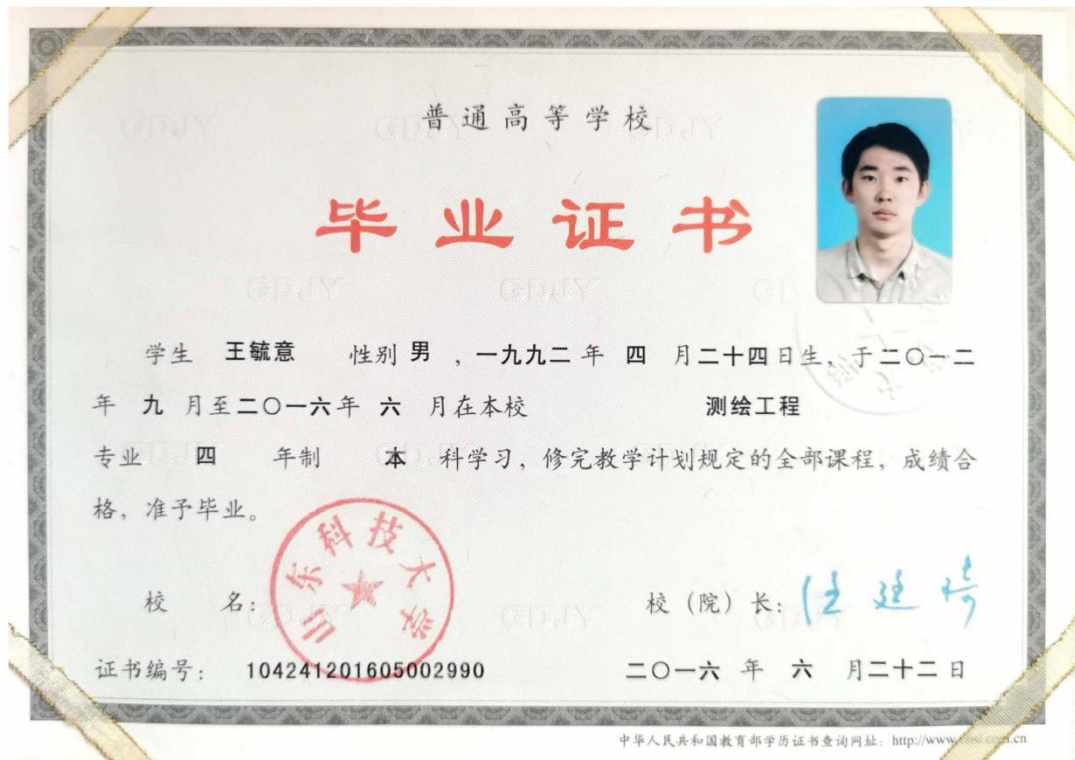 普通高等学校
毕业证书
学生 王毓意 性别 男 ，一九九二 年 四 月二十四日生，于二〇一二
年 九 月至二〇一六年 六 月在本校 测绘工程
专业 四 年制 本 科学习，修完教学计划规定的全部课程，成绩合
格，准予毕业。
山东科技大学
校 名：
校（院）长：
证书编号： 104241201605002990 二〇一六 年 六 月二十二日
中华人民共和国教育部学历证书查询网址：http://www.chsi.com.cn